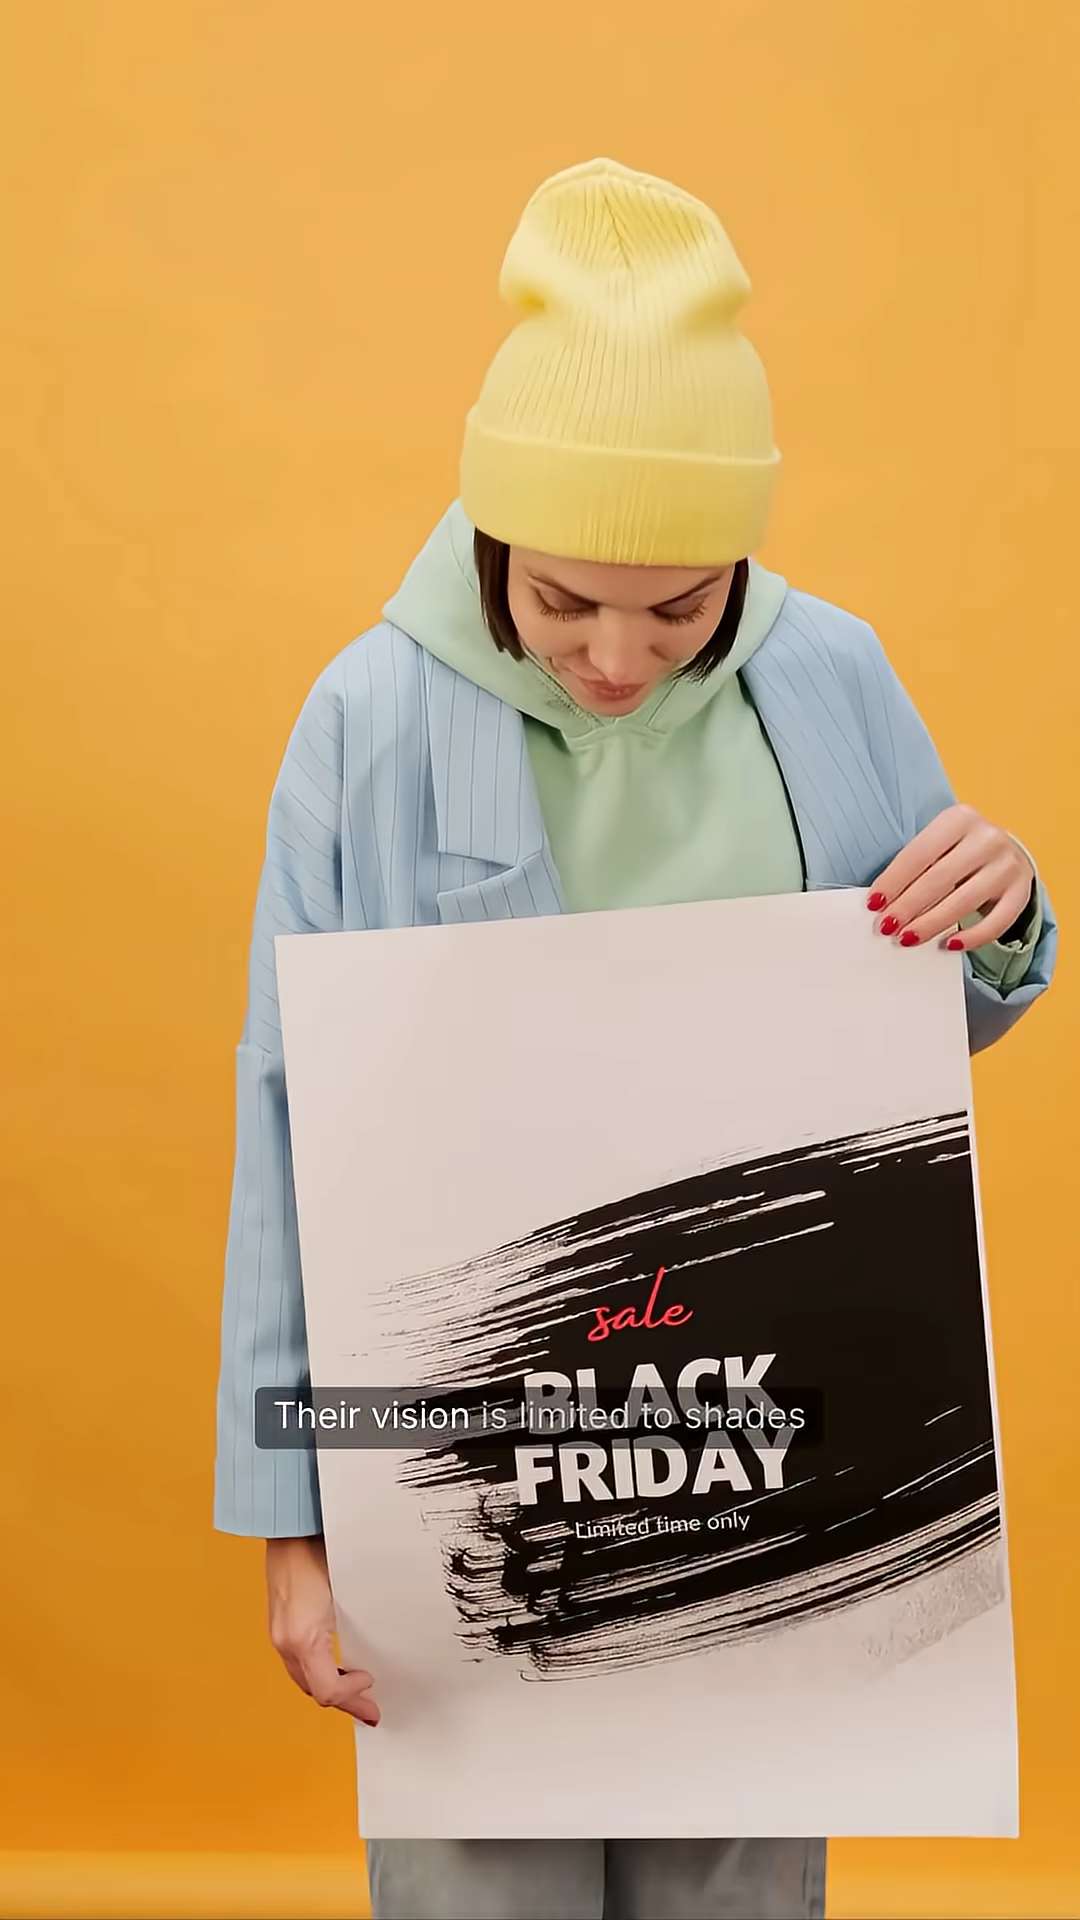 sale
BLACK
Their vision is limited to shades
FRIDAY
Limited time only